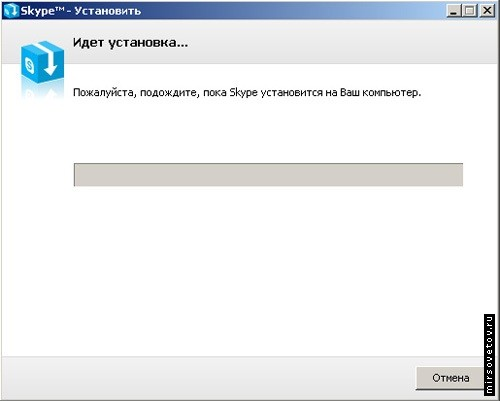 Skype™ - Установить
Идет установка...
Пожалуйста, подождите, пока Skype установится на Ваш компьютер.
Отмена
mirsovetov.ru